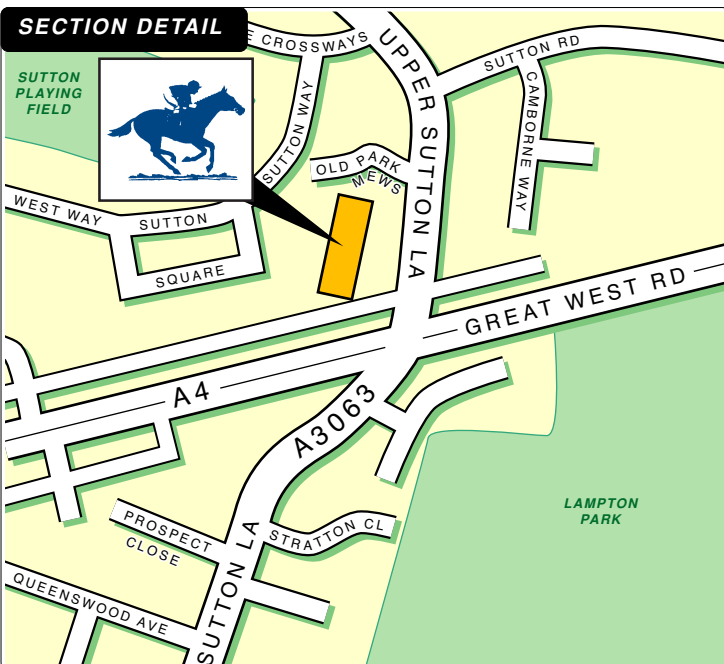 SECTION DETAIL
E CROSSWAYS
UPPER SUTTON LA
SUTTON RD
SUTTON
PLAYING
FIELD
CAMBORNE WAY
SUTTON WAY
OLD PARK
MEWS
WEST WAY
SUTTON
SQUARE
GREAT WEST RD
A4
A3063
LAMPTON
PARK
PROSPECT
CLOSE
STRATTON CL
SUTTON LA
QUEENSWOOD AVE